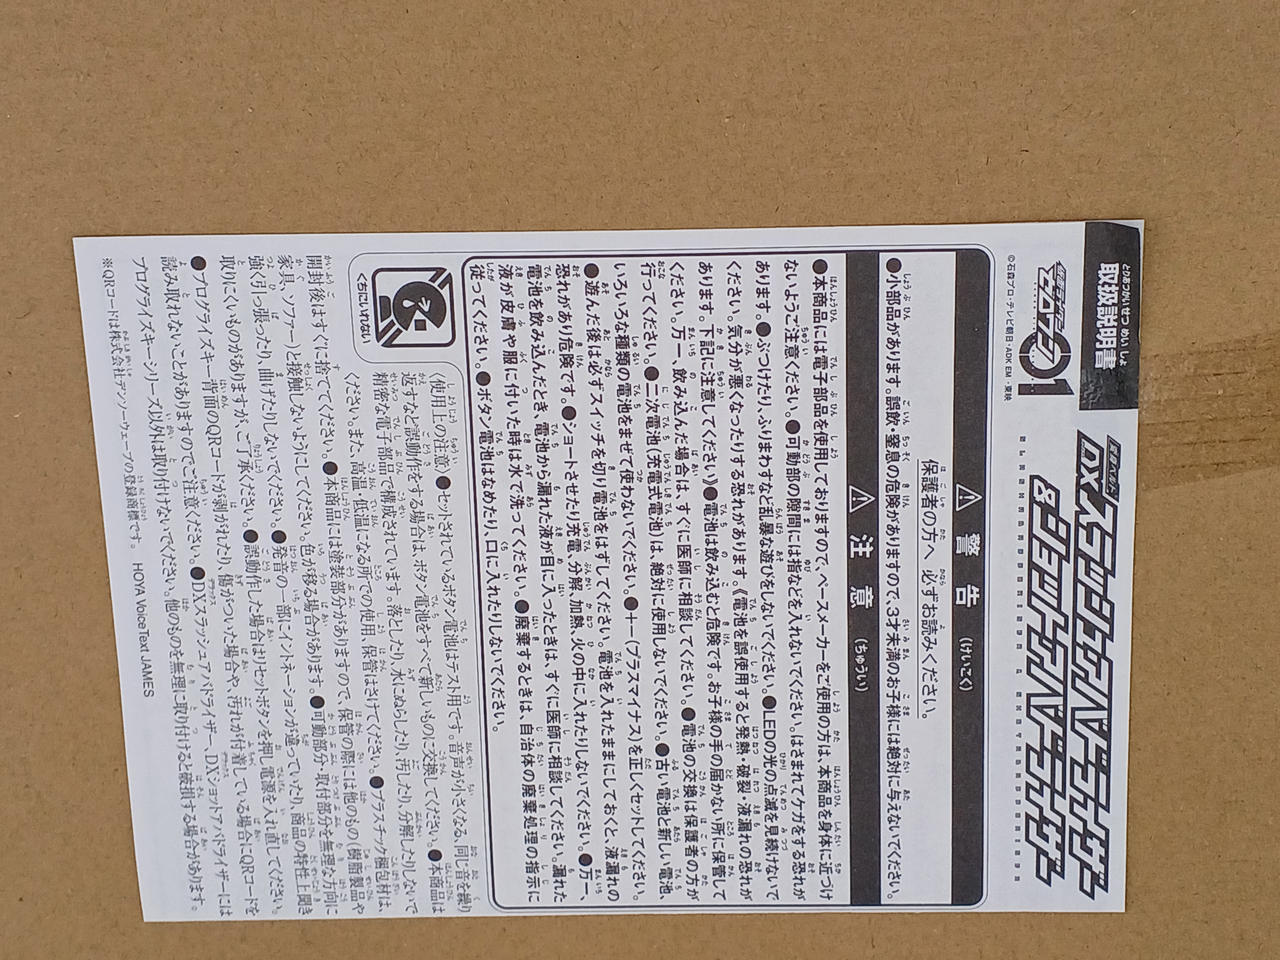 取扱説明書
とりあつかいせつめいしょ
変身ベルト
DXスラッシュアバドライザー
&ショットアバドライザー
仮面ライダー
ゼロワン
01
©石森プロ・テレビ朝日・ADK EM・東映
警告(けいこく)
保護者の方へ 必ずお読みください。
●小部品があります。誤飲・窒息の危険がありますので、3才未満のお子様には絶対に与えないでください。
注意(ちゅうい)
●本商品には電子部品を使用しておりますので、ペースメーカーをご使用の方は、本商品を身体に近づけ
ないようご注意ください。●可動部の隙間には指などを入れないでください。はさまれてケガをする恐れが
あります。●ぶつけたり、ふりまわすなど乱暴な遊びをしないでください。●LEDの光の点滅を見続けないで
ください。気分が悪くなったりする恐れがあります。《電池を誤使用すると発熱・破裂・液漏れの恐れが
あります。下記に注意してください》●電池は飲み込むと危険です。お子様の手の届かない所に保管して
ください。万一、飲み込んだ場合は、すぐに医師に相談してください。●電池の交換は保護者の方が
行ってください。●二次電池(充電式電池)は、絶対に使用しないでください。●古い電池と新しい電池、
いろいろな種類の電池をまぜて使わないでください。●+−(プラスマイナス)を正しくセットしてください。
●遊んだ後は必ずスイッチを切り電池をはずしてください。電池を入れたままにしておくと、液漏れの
恐れがあり危険です。●ショートさせたり充電、分解、加熱、火の中に入れたりしないでください。●万一、
電池を飲み込んだとき、電池から漏れた液が目に入ったときは、すぐに医師に相談してください。漏れた
液が皮膚や服に付いた時は水で洗ってください。●廃棄するときは、自治体の廃棄処理の指示に
従ってください。●ボタン電池はなめたり、口に入れたりしないでください。
くちにいれない
〈使用上の注意〉●セットされているボタン電池はテスト用です。音声が小さくなる、同じ音を繰り
返すなど誤動作をする場合は、ボタン電池をすべて新しいものに交換してください。●本商品は
精密な電子部品で構成されています。落としたり、水にぬらしたり、汚したり、分解したりしないで
ください。また、高温・低温になる所での使用、保管はさけてください。●プラスチック梱包材は、
開封後はすぐに捨ててください。●本商品には塗装部分がありますので、保管の際には他のもの(樹脂製品や
家具、ソファー)と接触しないようにしてください。色が移る場合があります。●可動部分・取付部分を無理な方向に
強く引っ張ったり、曲げたりしないでください。●発音の一部にイントネーションが違っていたり、商品の特性上聞き
取りにくいものがありますが、ご了承ください。●誤動作した場合はリセットボタンを押し電源を入れ直してください。
●プログライズキー背面のQRコードが剥がれたり、傷がついた場合や、汚れが付着している場合にQRコードを
読み取れないことがありますのでご注意ください。●DXスラッシュアバドライザー、DXショットアバドライザーには
プログライズキーシリーズ以外は取り付けないでください。他のものを無理に取り付けると破損する場合があります。
※QRコードは株式会社デンソーウェーブの登録商標です。 HOYA VoiceText JAMES